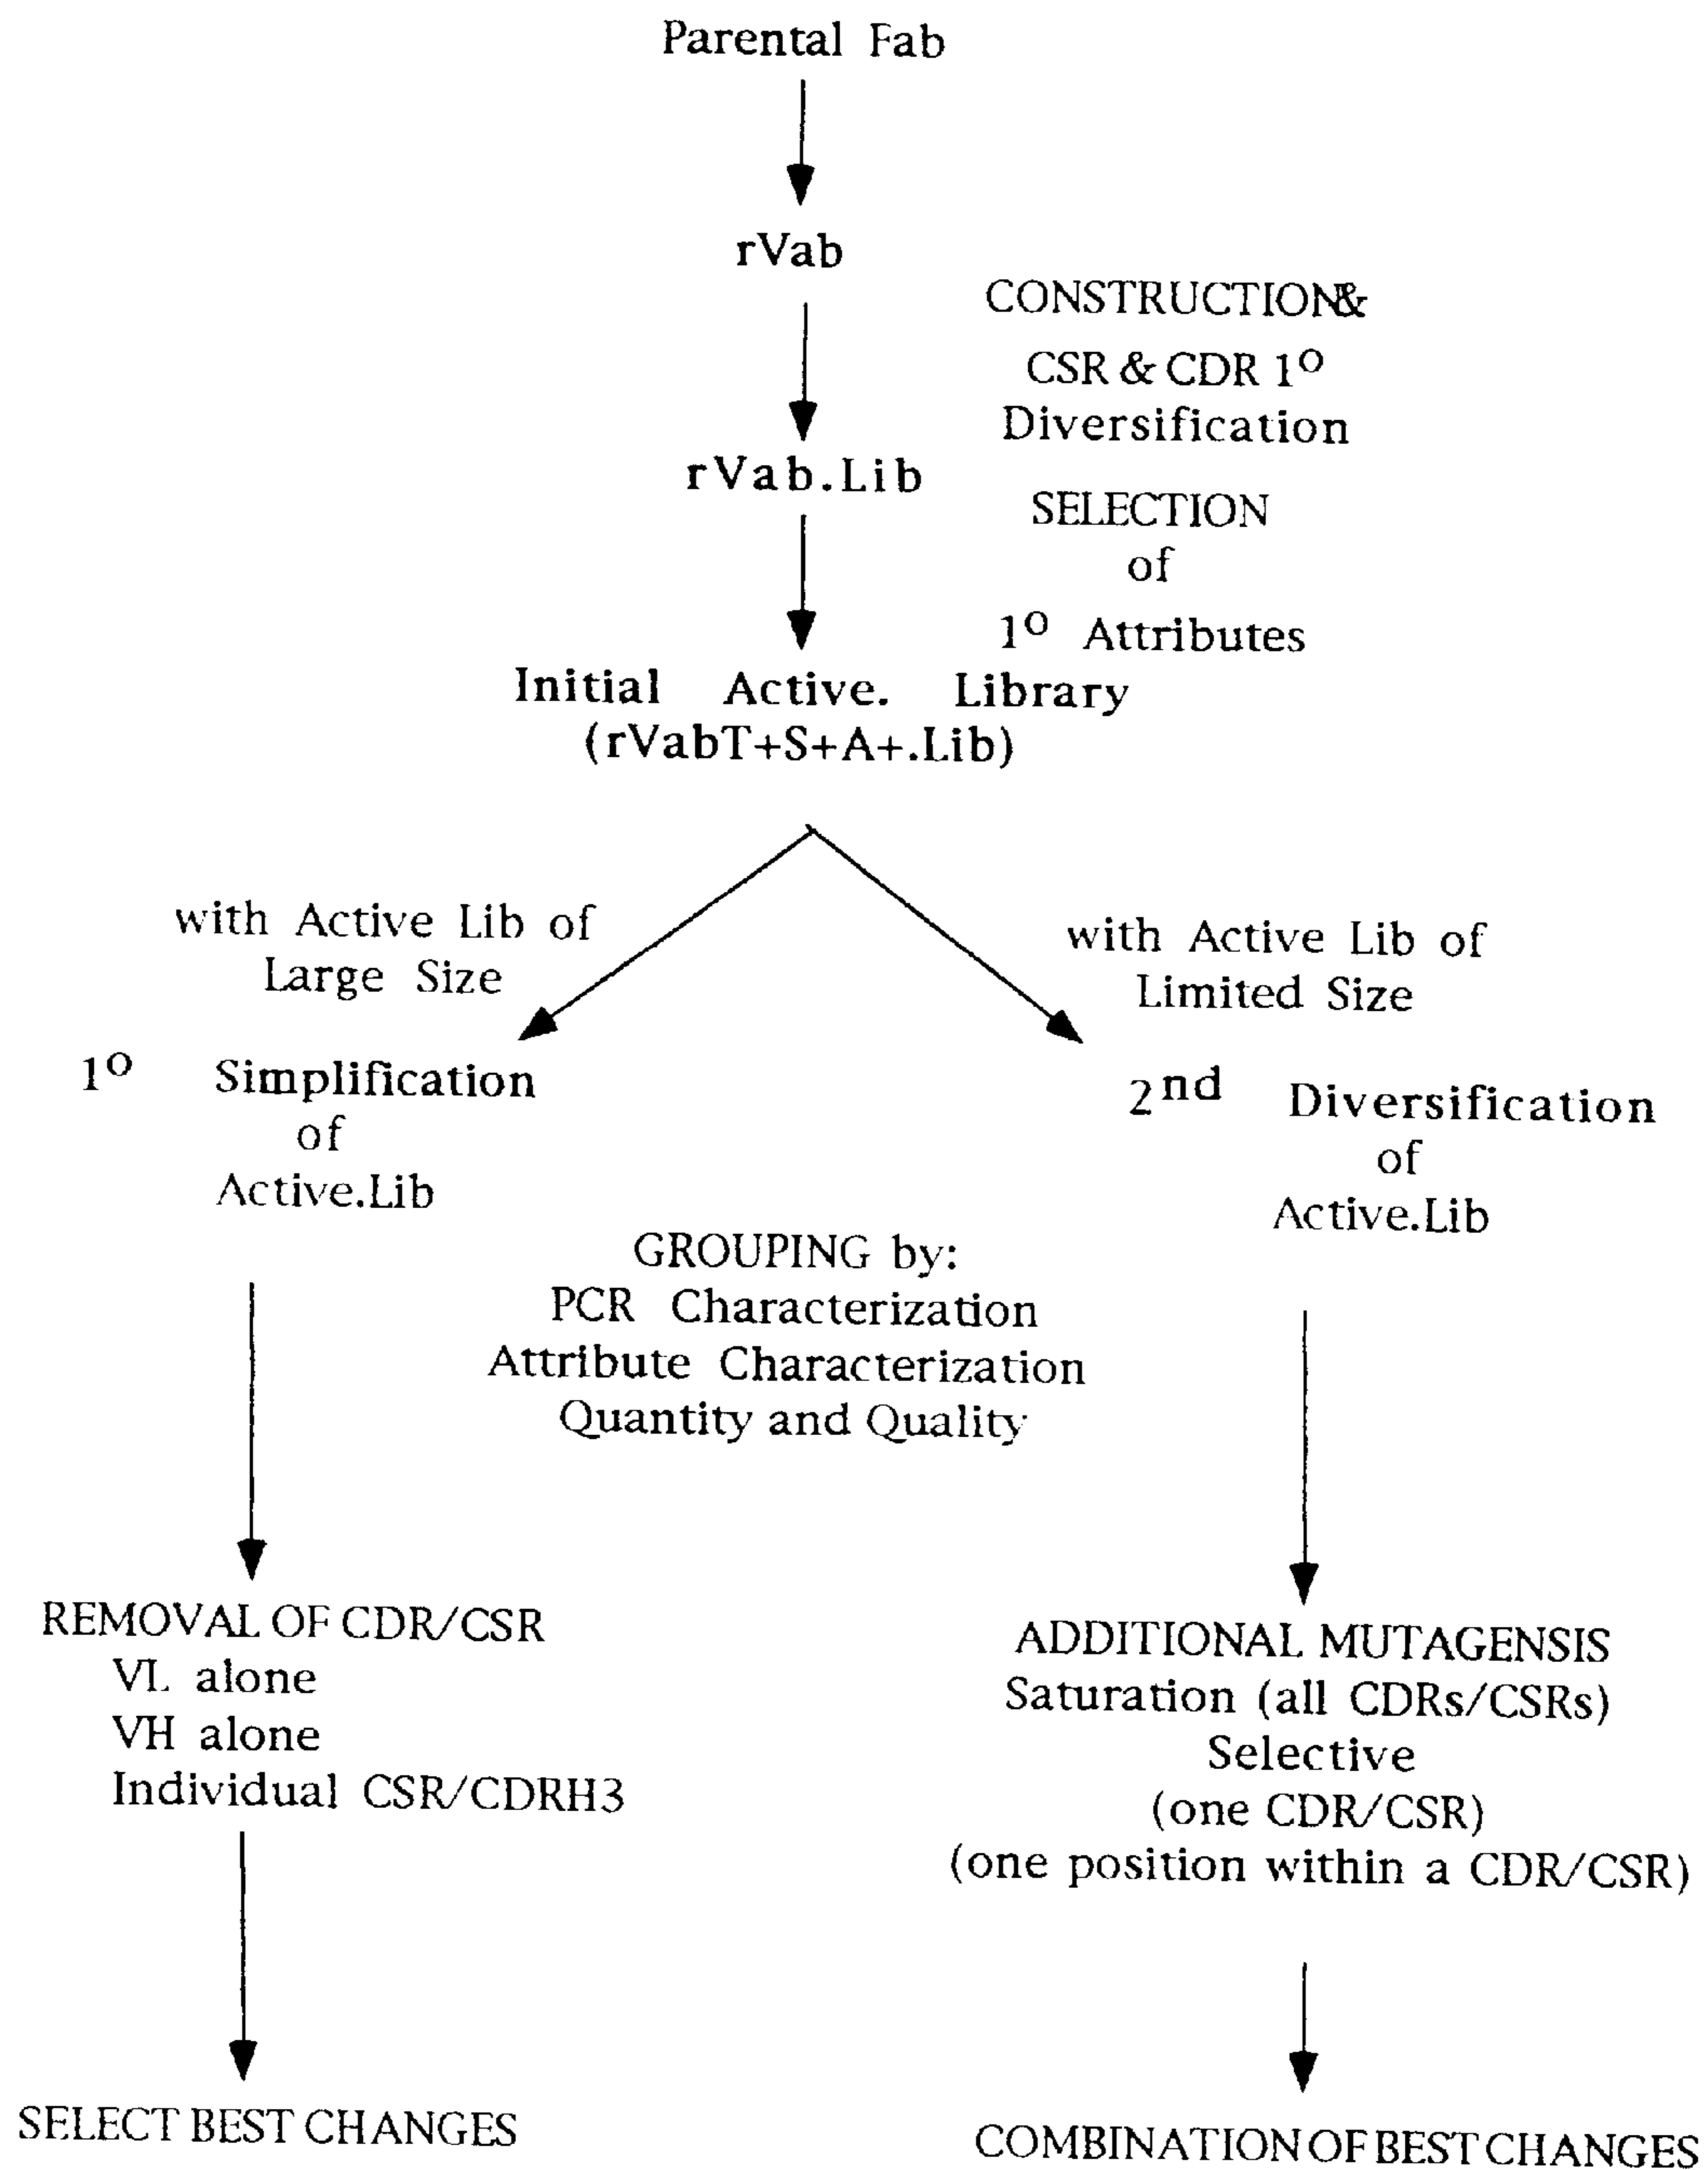 Parental Fab
rVab
CONSTRUCTION&
CSR & CDR 1º
Diversification
rVab.Lib
SELECTION
of
1º Attributes
Initial Active. Library
(rVabT+S+A+.Lib)
with Active Lib of
Large Size
with Active Lib of
Limited Size
1º Simplification
of
Active.Lib
2nd Diversification
of
Active.Lib
GROUPING by:
PCR Characterization
Attribute Characterization
Quantity and Quality
REMOVAL OF CDR/CSR
VL alone
VH alone
Individual CSR/CDRH3
ADDITIONAL MUTAGENSIS
Saturation (all CDRs/CSRs)
Selective
(one CDR/CSR)
(one position within a CDR/CSR)
SELECT BEST CHANGES
COMBINATION OF BEST CHANGES